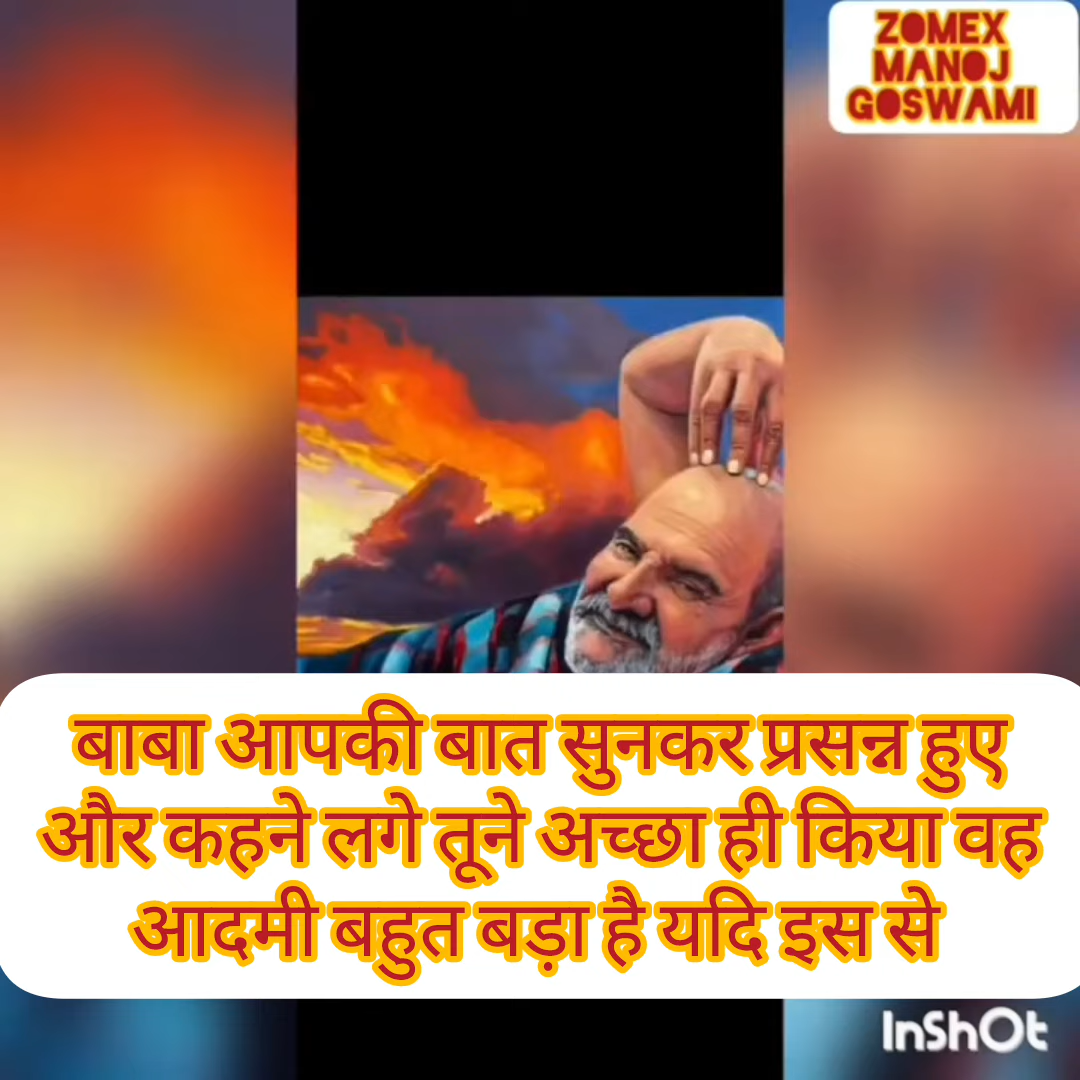 ZOMEX
MANOJ
GOSWAMI
बाबा आपकी बात सुनकर प्रसन्न हुए
और कहने लगे तूने अच्छा ही किया वह
आदमी बहुत बड़ा है यदि इस से
InShOt